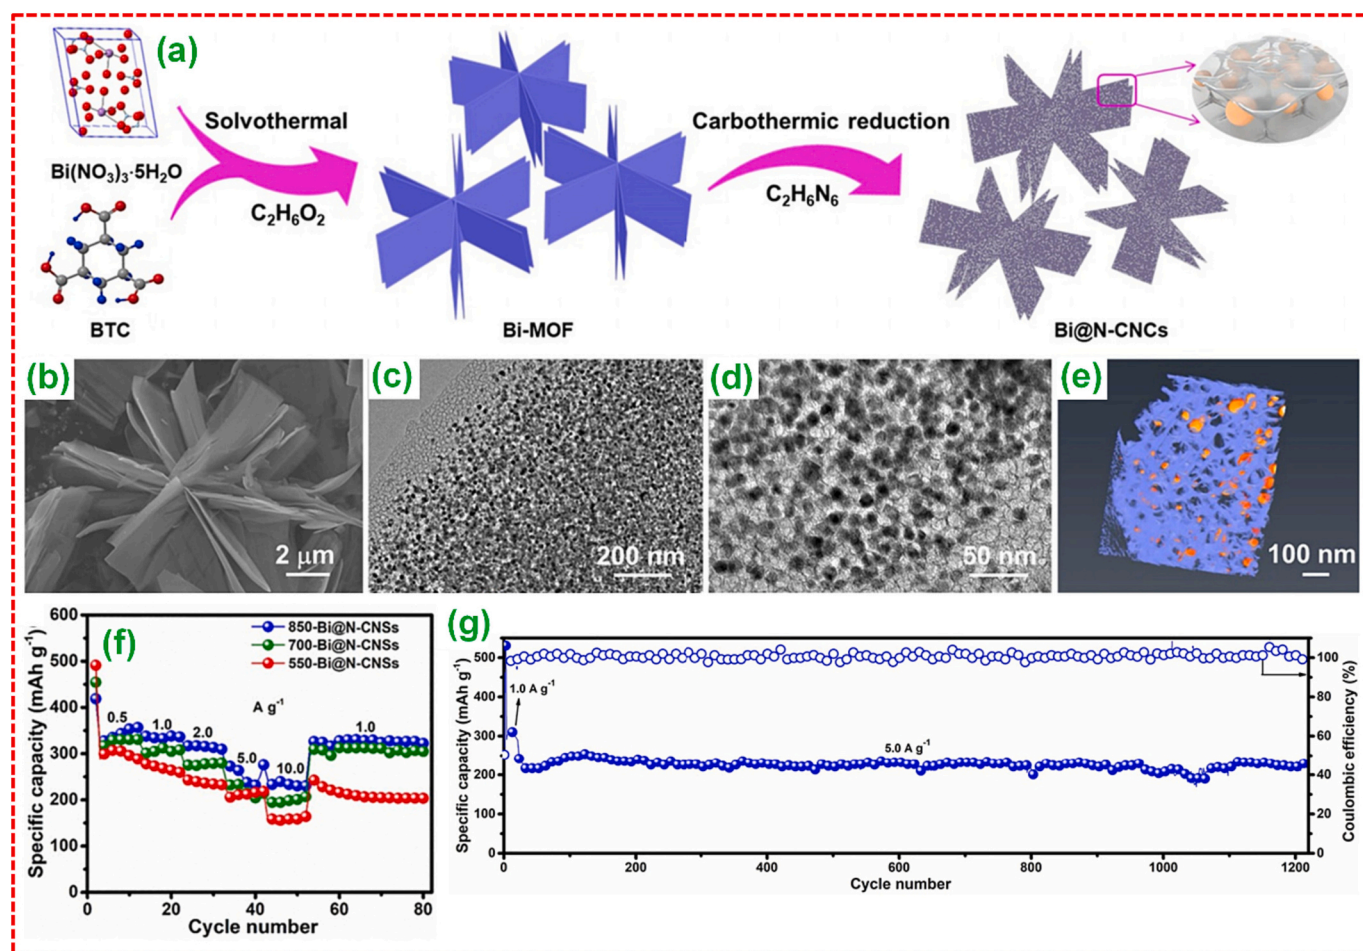 (a)
Solvothermal
Carbothermic reduction
Bi(NO₃)₃·5H₂O
C₂H₆O₂
C₂H₆N₆
BTC
Bi-MOF
Bi@N-CNCs
(b)
2 μm
(c)
200 nm
(d)
50 nm
(e)
100 nm
(f)
Specific capacity (mAh g⁻¹)
600
500
400
300
200
100
0
850-Bi@N-CNSs
700-Bi@N-CNSs
550-Bi@N-CNSs
A g⁻¹
0.5
1.0
2.0
5.0
10.0
1.0
0
20
40
60
80
Cycle number
(g)
Specific capacity (mAh g⁻¹)
500
400
300
200
100
0
1.0 A g⁻¹
5.0 A g⁻¹
100
80
60
40
20
0
Coulombic efficiency (%)
0
200
400
600
800
1000
1200
Cycle number